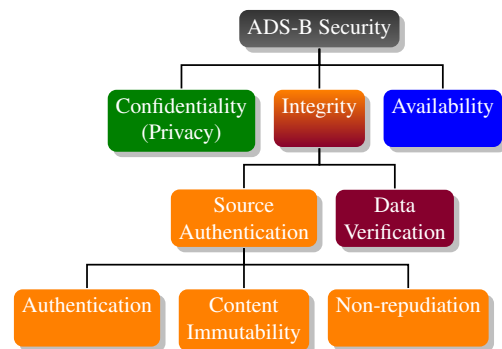 ADS-B Security
Confidentiality
(Privacy)
Integrity
Availability
Source
Authentication
Data
Verification
Authentication
Content
Immutability
Non-repudiation